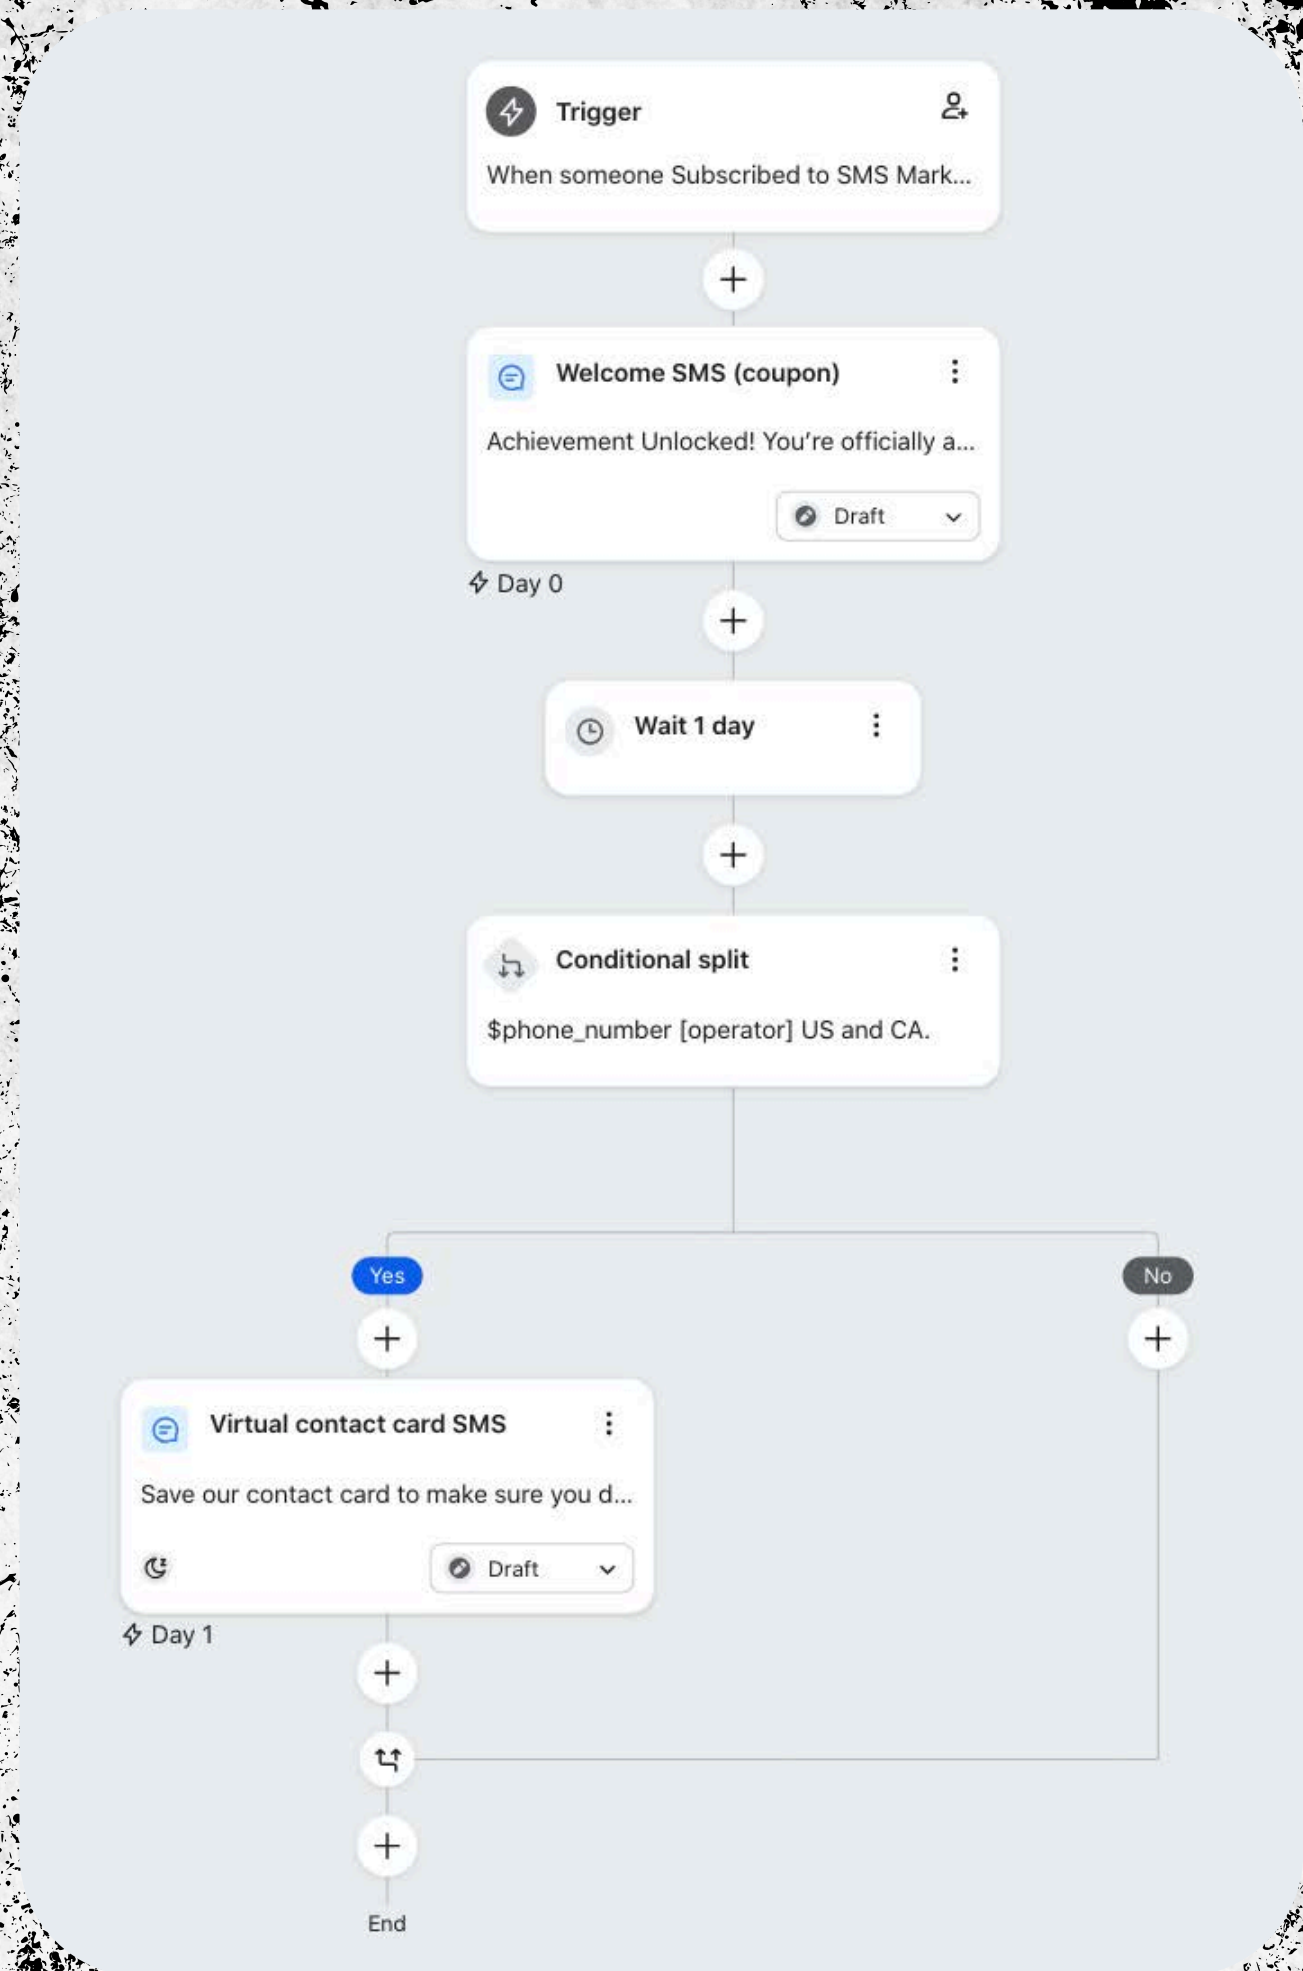 Trigger
When someone Subscribed to SMS Mark...
Welcome SMS (coupon)
Achievement Unlocked! You’re officially a...
Draft
Day 0
Wait 1 day
Conditional split
$phone_number [operator] US and CA.
Yes
No
Virtual contact card SMS
Save our contact card to make sure you d...
Draft
Day 1
End